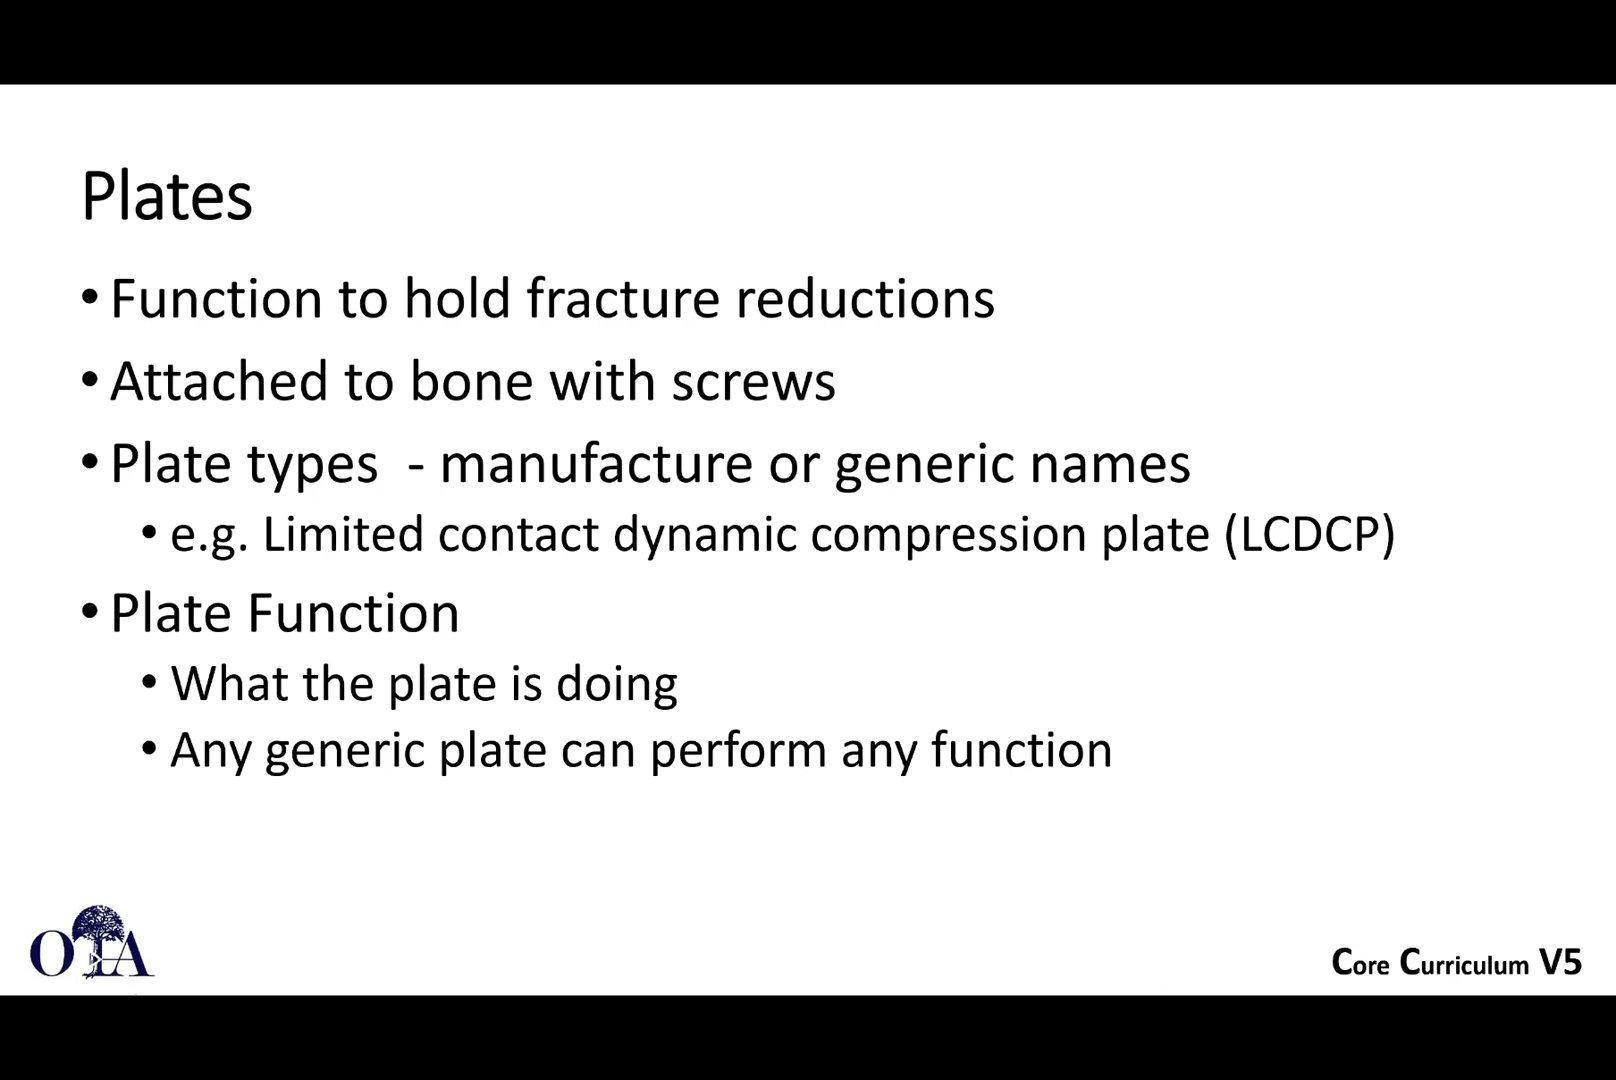 Plates
• Function to hold fracture reductions
• Attached to bone with screws
• Plate types - manufacture or generic names
• e.g. Limited contact dynamic compression plate (LCDCP)
• Plate Function
• What the plate is doing
• Any generic plate can perform any function
OTA
Core Curriculum V5